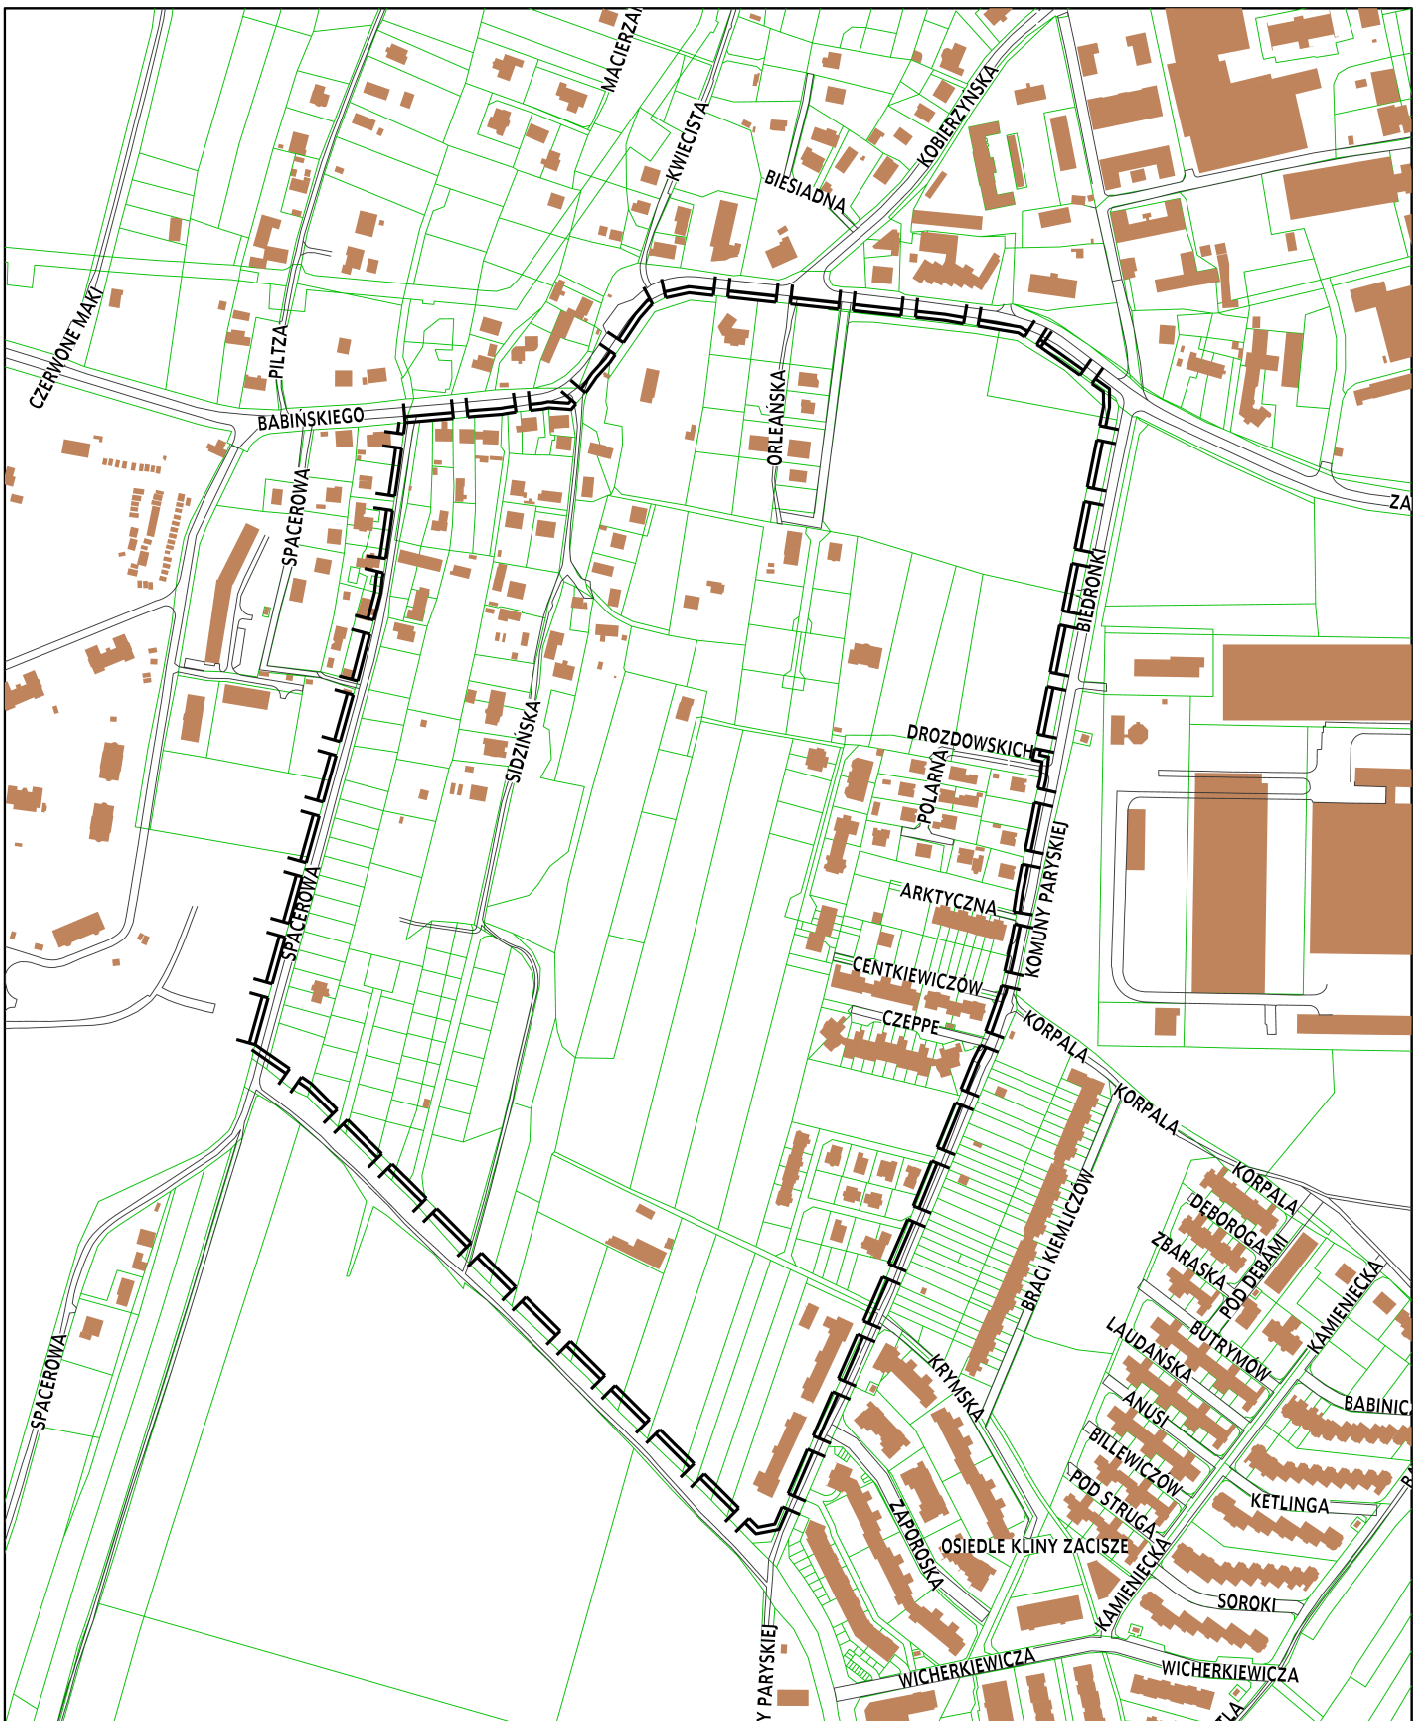 MACIERZAN
KOBIERZYŃSKA
KWIECISTA
BIESIADNA
CZERWONE MAKI
PILTZA
BABIŃSKIEGO
ORLEAŃSKA
SPACEROWA
BIEDRONKI
SIDZIŃSKA
DROZDOWSKICH
POLARNA
KOMUNY PARYSKIEJ
ARKTYCZNA
SPACEROWA
CENTKIEWICZÓW
CZEPPE
KORPALA
KORPALA
KORPALA
BRACI KIEMLICZÓW
DĘBOROGA
ZBARASKA
POD DĘBAMI
KAMIENIECKA
BUTRYMÓW
LAUDAŃSKA
SPACEROWA
KRYMSKA
ANUSI
BILLEWICZÓW
POD STRUGĄ
KETLINGA
ZAPOROSKA
OSIEDLE KLINY ZACISZE
KAMIENIECKA
SOROKI
WICHERKIEWICZA
WICHERKIEWICZA
Y PARYSKIEJ
ZA
BABINIC
TLA